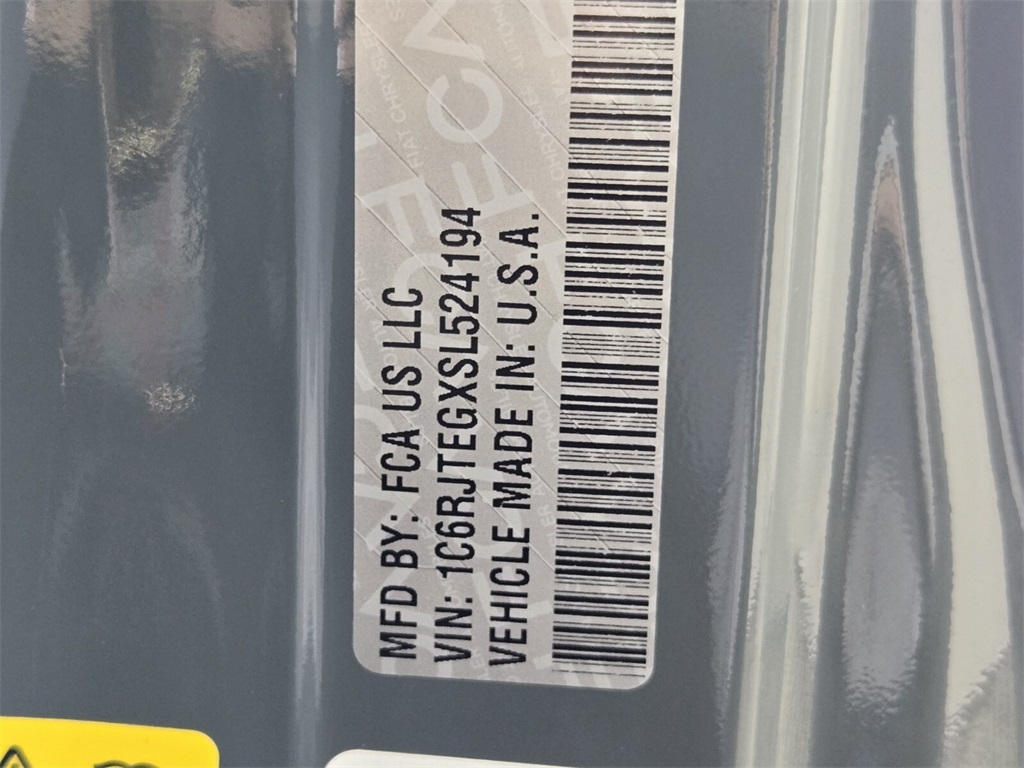 MFD BY: FCA US LLC
VIN: 1C6RJTEGXSL524194
VEHICLE MADE IN: U.S.A.